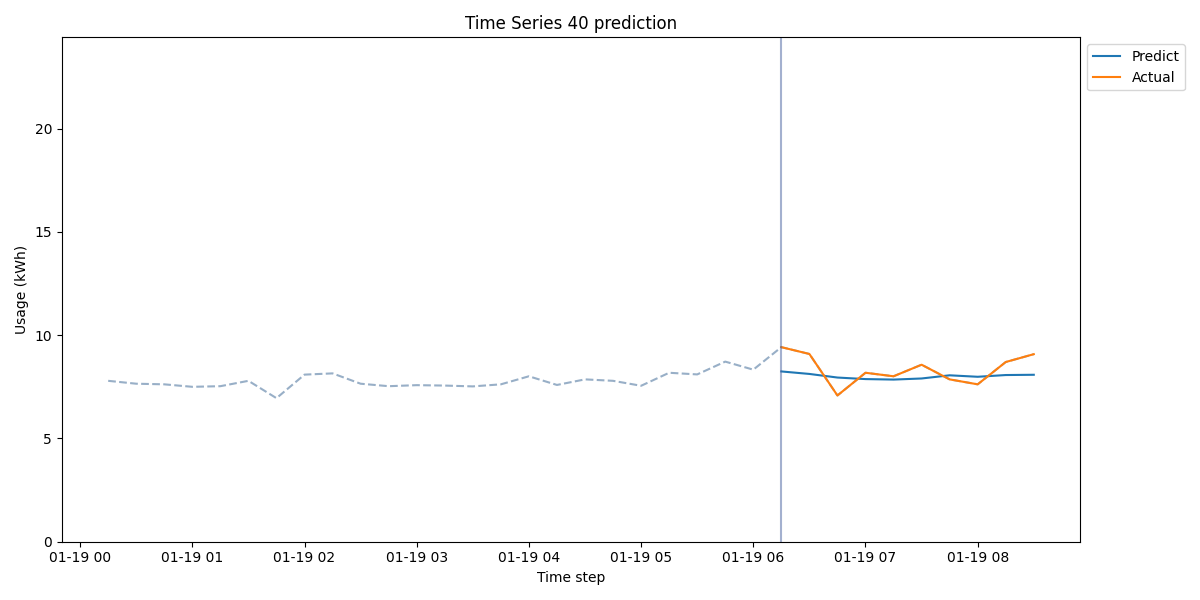 Time Series 40 prediction
Predict
Actual
20
15
10
5
0
Usage (kWh)
01-19 00 01-19 01 01-19 02 01-19 03 01-19 04 01-19 05 01-19 06 01-19 07 01-19 08
Time step